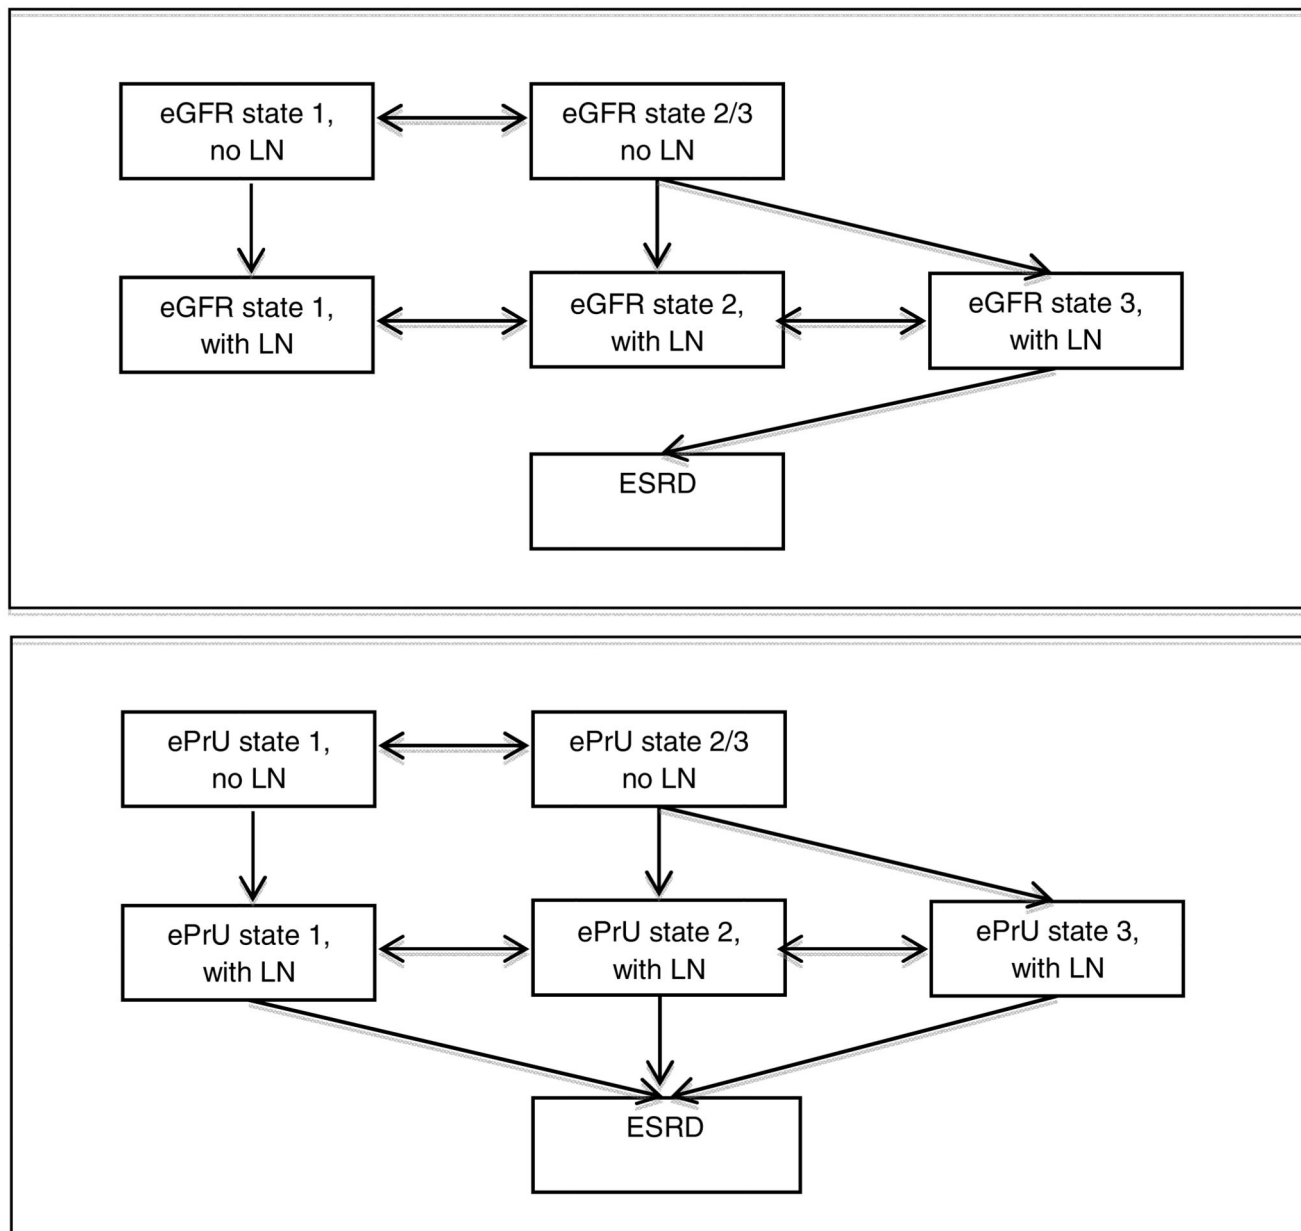 eGFR state 1,
no LN
eGFR state 2/3
no LN
eGFR state 1,
with LN
eGFR state 2,
with LN
eGFR state 3,
with LN
ESRD
ePrU state 1,
no LN
ePrU state 2/3
no LN
ePrU state 1,
with LN
ePrU state 2,
with LN
ePrU state 3,
with LN
ESRD